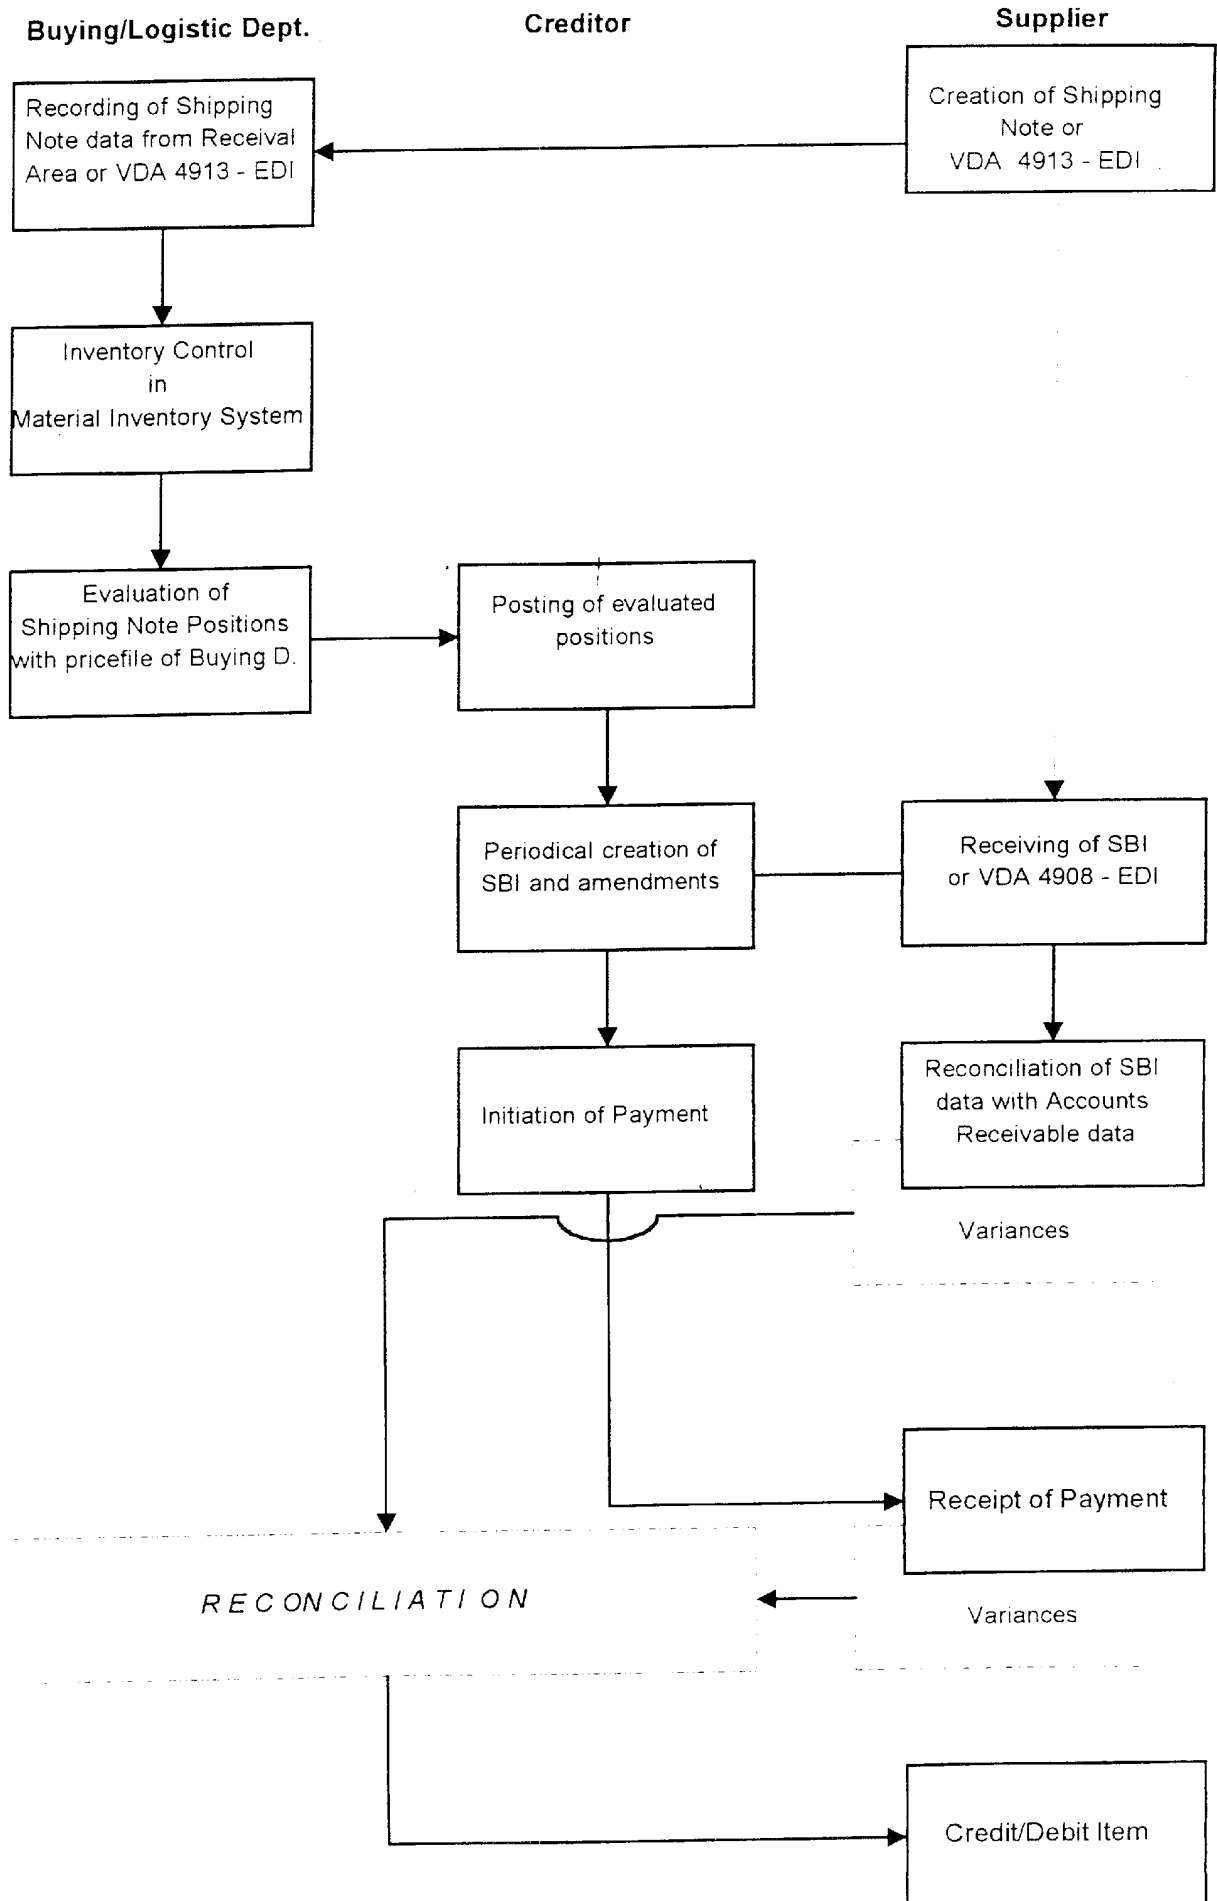 Buying/Logistic Dept.
Creditor
Supplier
Recording of Shipping
Note data from Receival
Area or VDA 4913 - EDI
Creation of Shipping
Note or
VDA 4913 - EDI
Inventory Control
in
Material Inventory System
Evaluation of
Shipping Note Positions
with pricefile of Buying D.
Posting of evaluated
positions
Periodical creation of
SBI and amendments
Receiving of SBI
or VDA 4908 - EDI
Initiation of Payment
Reconciliation of SBI
data with Accounts
Receivable data
Variances
Receipt of Payment
RECONCILIATION
Variances
Credit/Debit Item